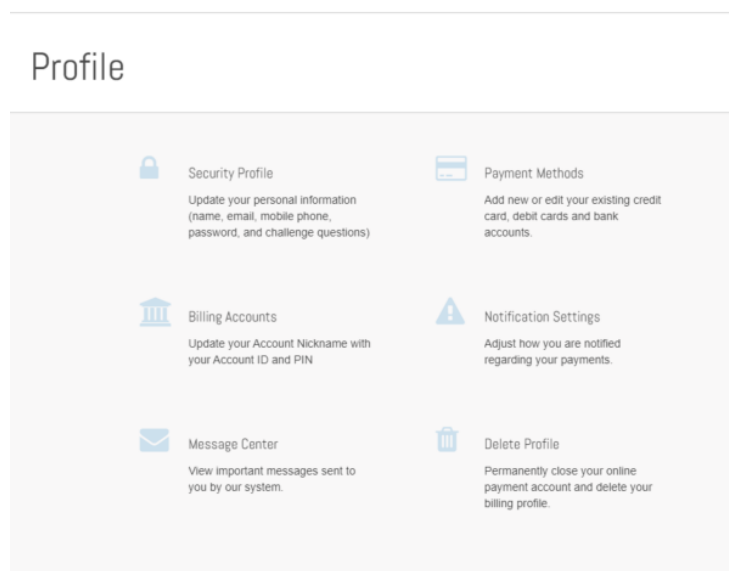 Profile
Security Profile
Update your personal information
(name, email, mobile phone,
password, and challenge questions)
Payment Methods
Add new or edit your existing credit
card, debit cards and bank
accounts.
Billing Accounts
Update your Account Nickname with
your Account ID and PIN
Notification Settings
Adjust how you are notified
regarding your payments.
Message Center
View important messages sent to
you by our system.
Delete Profile
Permanently close your online
payment account and delete your
billing profile.